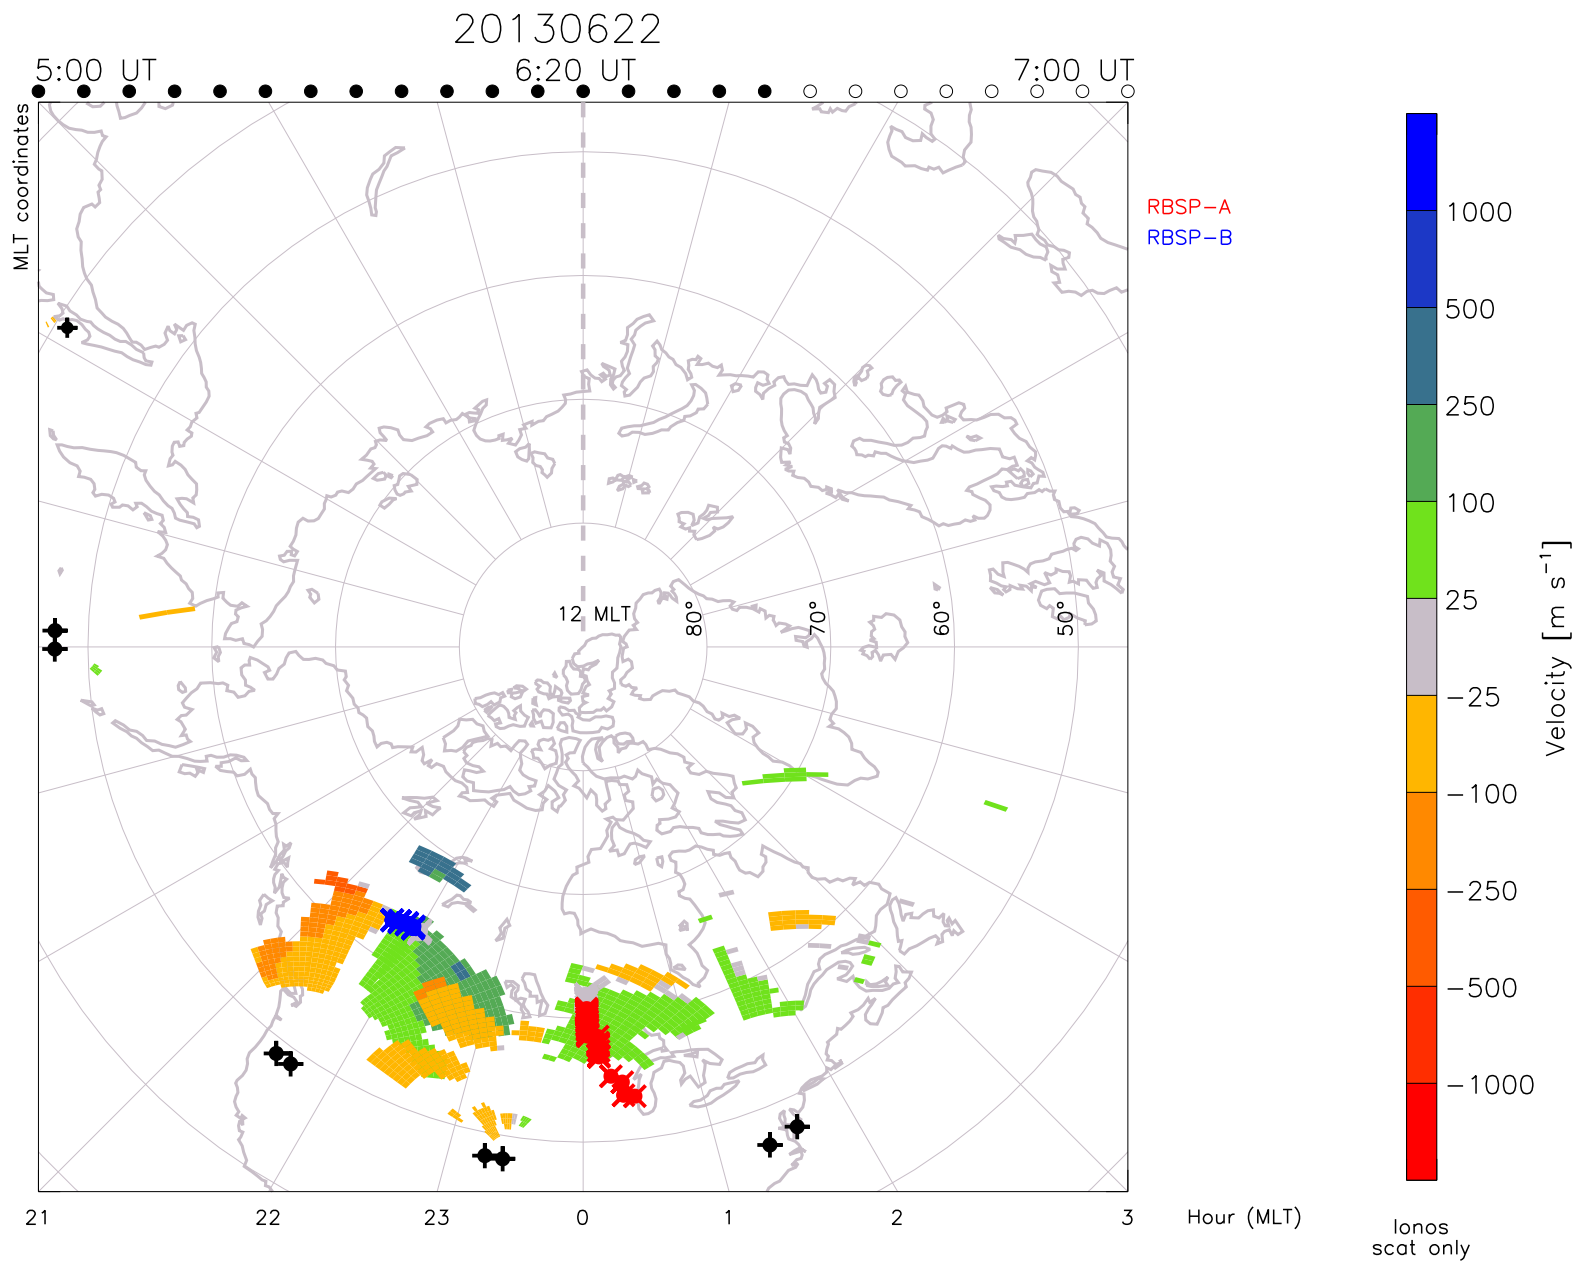 20130622
5:00 UT 6:20 UT 7:00 UT
MLT coordinates
RBSP-A
RBSP-B
12 MLT
80°
70°
60°
50°
21 22 23 0 1 2 3 Hour (MLT)
1000
500
250
100
25
-25
-100
-250
-500
-1000
Velocity [m s⁻¹]
Ionos
scat only